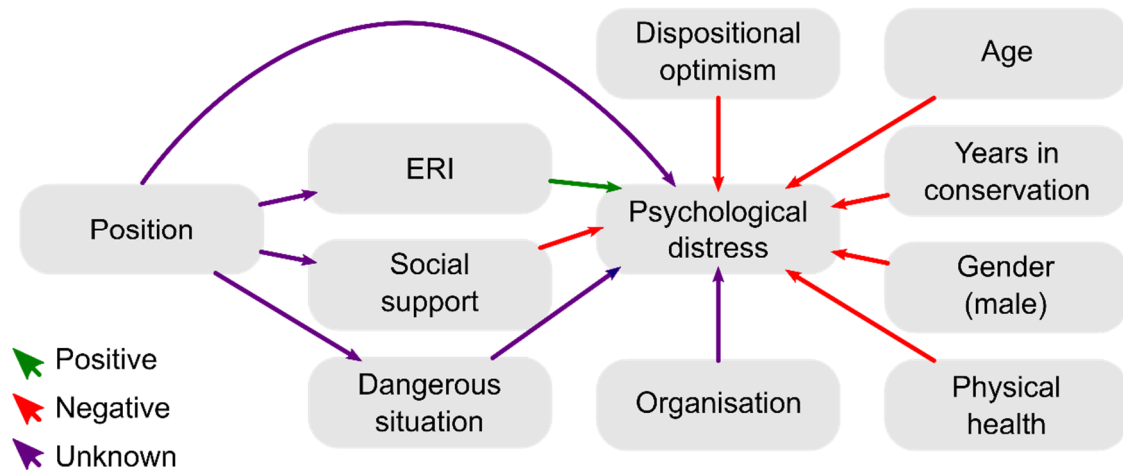 Dispositional
optimism
Age
ERI
Years in
conservation
Position
Psychological
distress
Social
support
Gender
(male)
Dangerous
situation
Organisation
Physical
health
Positive
Negative
Unknown